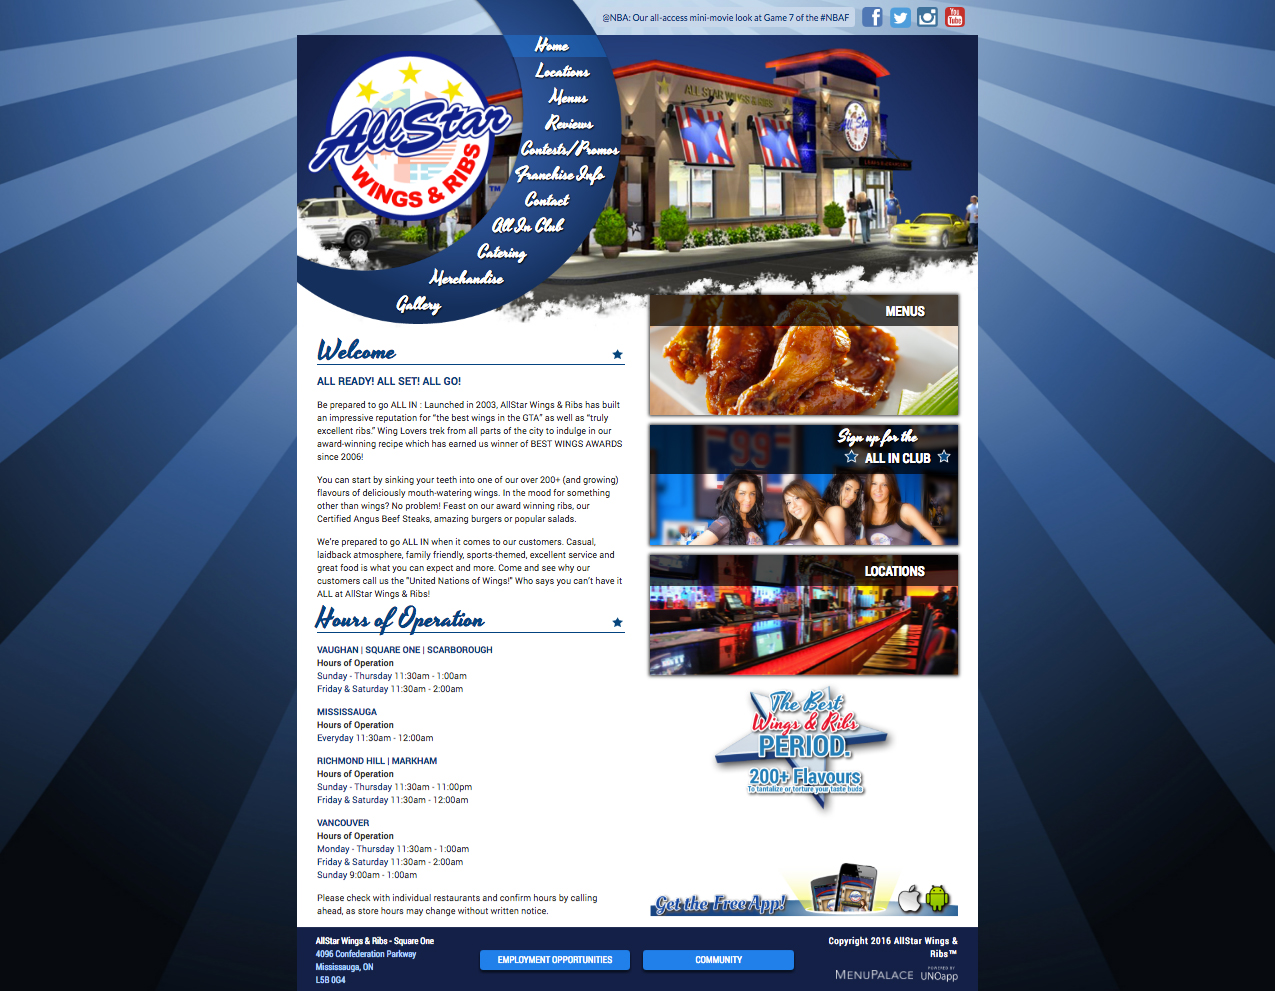 @NBA: Our all-access mini-movie look at Game 7 of the #NBAF
You
Tube
Home
Locations
Menus
Reviews
Contests/Promos
Franchise Info
Contact
All In Club
Catering
Merchandise
Gallery
AllStar
WINGS & RIBS
TM
ALL STAR WINGS & RIBS
MENUS
Sign up for the
ALL IN CLUB
99
LOCATIONS
Welcome
ALL READY! ALL SET! ALL GO!
Be prepared to go ALL IN : Launched in 2003, AllStar Wings & Ribs has built
an impressive reputation for “the best wings in the GTA” as well as “truly
excellent ribs.” Wing Lovers trek from all parts of the city to indulge in our
award-winning recipe which has earned us winner of BEST WINGS AWARDS
since 2006!
You can start by sinking your teeth into one of our over 200+ (and growing)
flavours of deliciously mouth-watering wings. In the mood for something
other than wings? No problem! Feast on our award winning ribs, our
Certified Angus Beef Steaks, amazing burgers or popular salads.
We’re prepared to go ALL IN when it comes to our customers. Casual,
laidback atmosphere, family friendly, sports-themed, excellent service and
great food is what you can expect and more. Come and see why our
customers call us the “United Nations of Wings!” Who says you can’t have it
ALL at AllStar Wings & Ribs!
Hours of Operation
VAUGHAN | SQUARE ONE | SCARBOROUGH
Hours of Operation
Sunday - Thursday 11:30am - 1:00am
Friday & Saturday 11:30am - 2:00am
MISSISSAUGA
Hours of Operation
Everyday 11:30am - 12:00am
RICHMOND HILL | MARKHAM
Hours of Operation
Sunday - Thursday 11:30am - 11:00pm
Friday & Saturday 11:30am - 12:00am
VANCOUVER
Hours of Operation
Monday - Thursday 11:30am - 1:00am
Friday & Saturday 11:30am - 2:00am
Sunday 9:00am - 1:00am
Please check with individual restaurants and confirm hours by calling
ahead, as store hours may change without written notice.
The Best
Wings & Ribs
PERIOD.
200+ Flavours
To tantalize or torture your taste buds
Get the Free App!
AllStar Wings & Ribs - Square One
4096 Confederation Parkway
Mississauga, ON
L5B 0G4
EMPLOYMENT OPPORTUNITIES
COMMUNITY
Copyright 2016 AllStar Wings &
Ribs™
MENUPALACE
POWERED BY
UNOapp